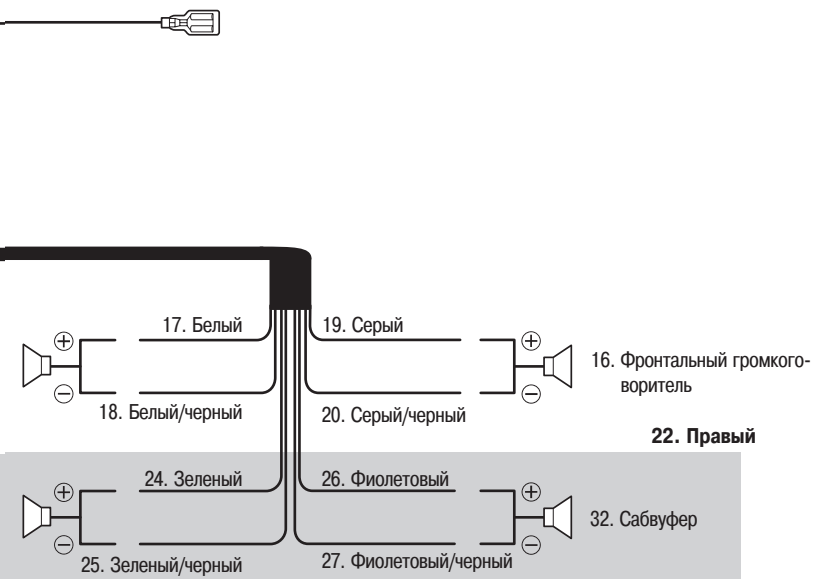 17. Белый
19. Серый
16. Фронтальный громкого-
воритель
18. Белый/черный
20. Серый/черный
22. Правый
24. Зеленый
26. Фиолетовый
32. Сабвуфер
25. Зеленый/черный
27. Фиолетовый/черный